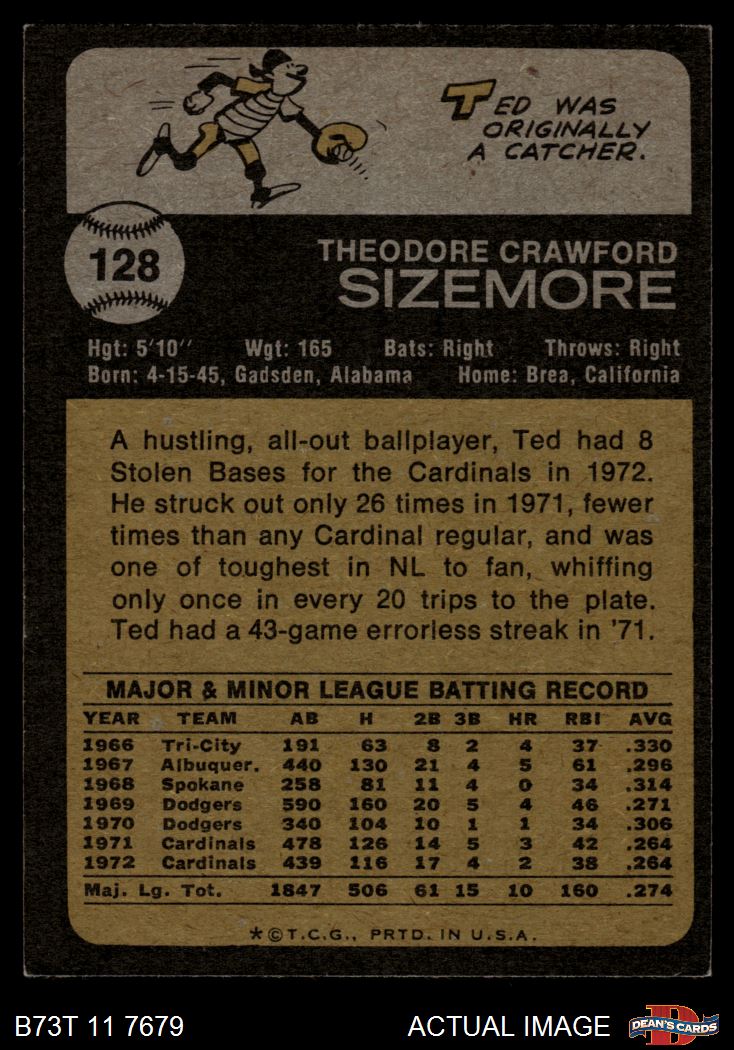 TED WAS
ORIGINALLY
A CATCHER.
128
THEODORE CRAWFORD
SIZEMORE
Hgt: 5'10'' Wgt: 165 Bats: Right Throws: Right
Born: 4-15-45, Gadsden, Alabama Home: Brea, California
A hustling, all-out ballplayer, Ted had 8
Stolen Bases for the Cardinals in 1972.
He struck out only 26 times in 1971, fewer
times than any Cardinal regular, and was
one of toughest in NL to fan, whiffing
only once in every 20 trips to the plate.
Ted had a 43-game errorless streak in '71.
MAJOR & MINOR LEAGUE BATTING RECORD
YEAR TEAM AB H 2B 3B HR RBI AVG
1966 Tri-City 191 63 8 2 4 37 .330
1967 Albuquer. 440 130 21 4 5 61 .296
1968 Spokane 258 81 11 4 0 34 .314
1969 Dodgers 590 160 20 5 4 46 .271
1970 Dodgers 340 104 10 1 1 34 .306
1971 Cardinals 478 126 14 5 3 42 .264
1972 Cardinals 439 116 17 4 2 38 .264
Maj. Lg. Tot. 1847 506 61 15 10 160 .274
*©T.C.G., PRTD. IN U.S.A.
B73T 11 7679 ACTUAL IMAGE DEAN'S CARDS